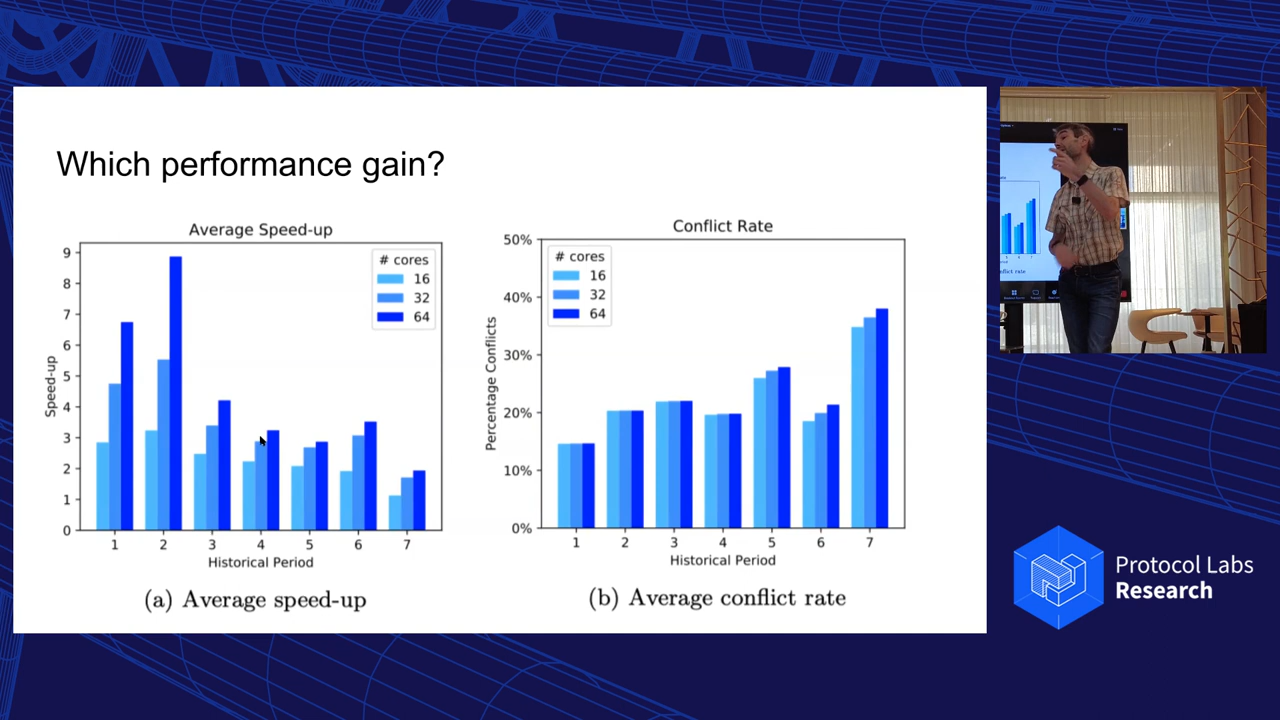 Which performance gain?
Average Speed-up
9
8
7
6
5
4
3
2
1
0
Speed-up
# cores
16
32
64
1 2 3 4 5 6 7
Historical Period
(a) Average speed-up
Conflict Rate
50%
40%
30%
20%
10%
0%
Percentage Conflicts
# cores
16
32
64
1 2 3 4 5 6 7
Historical Period
(b) Average conflict rate
Protocol Labs
Research